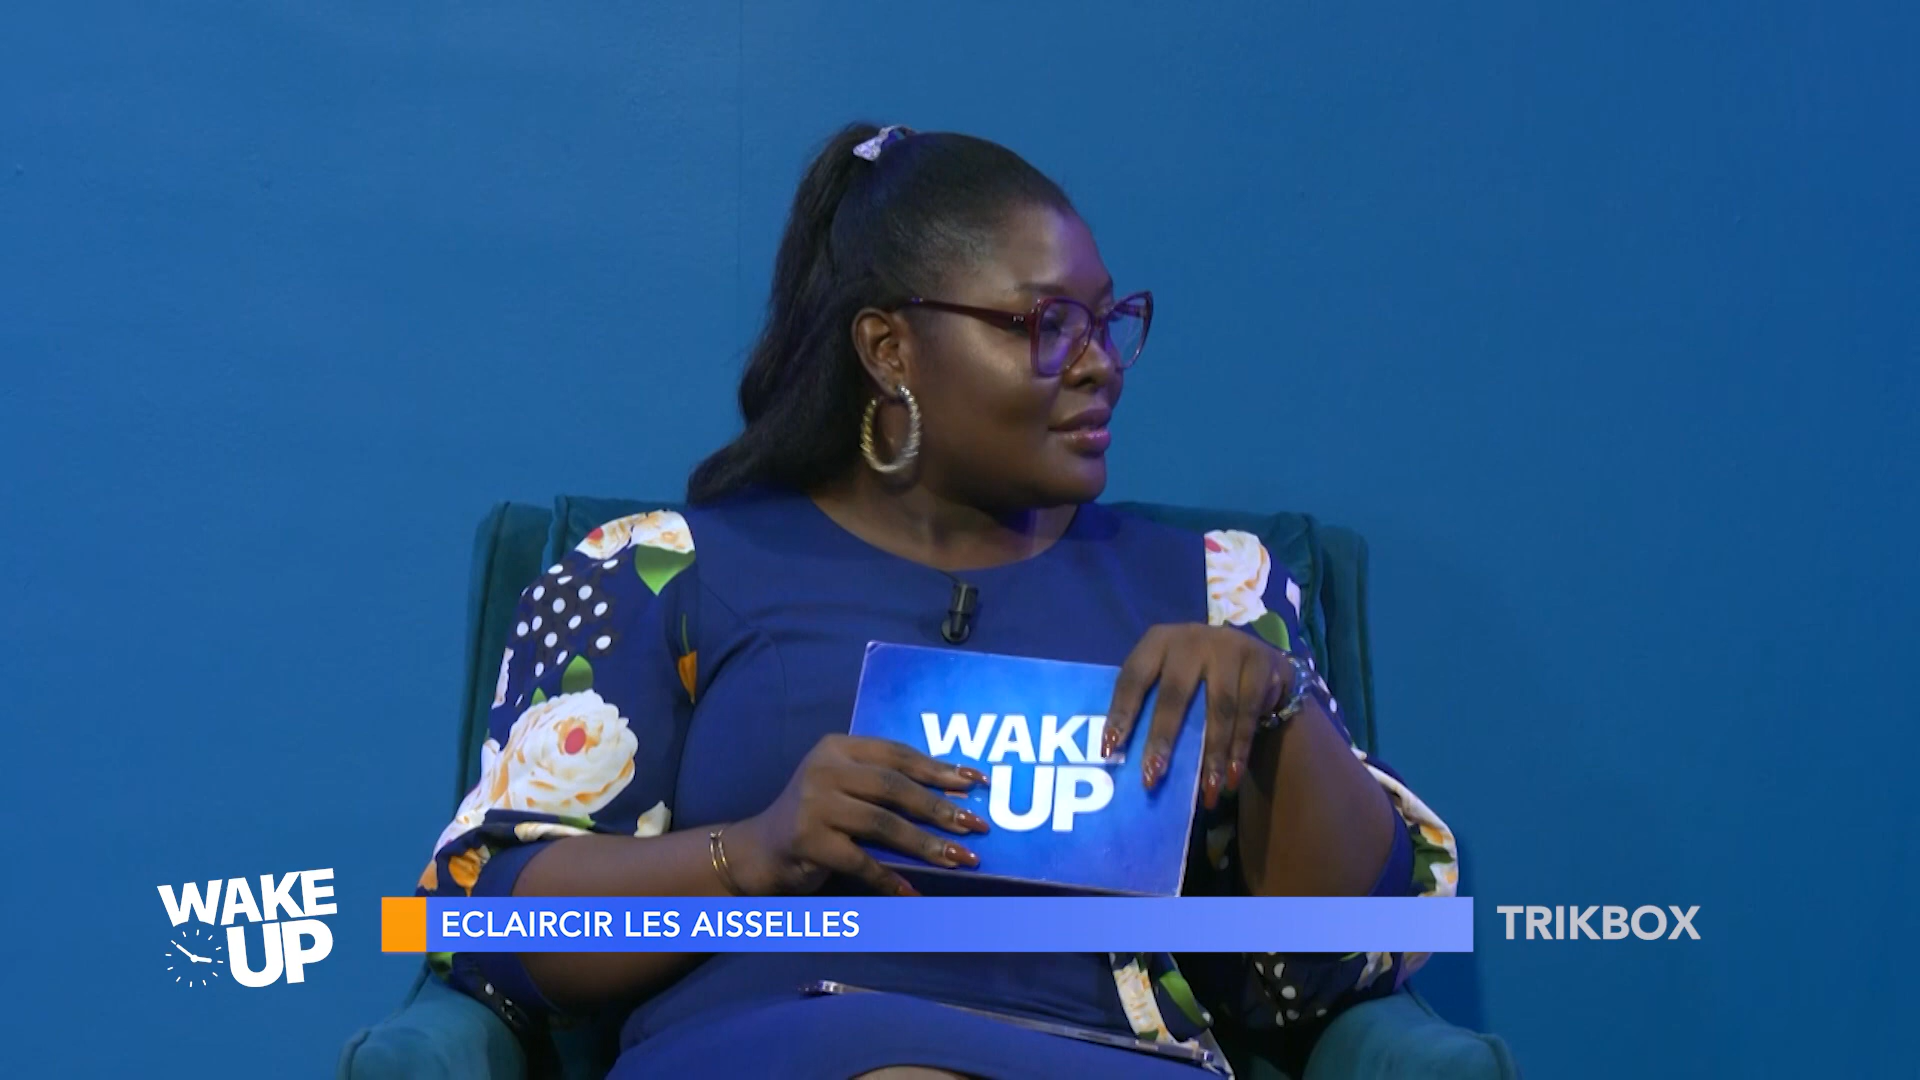 WAKE
UP
WAKE
UP
ECLAIRCIR LES AISSELLES
TRIKBOX